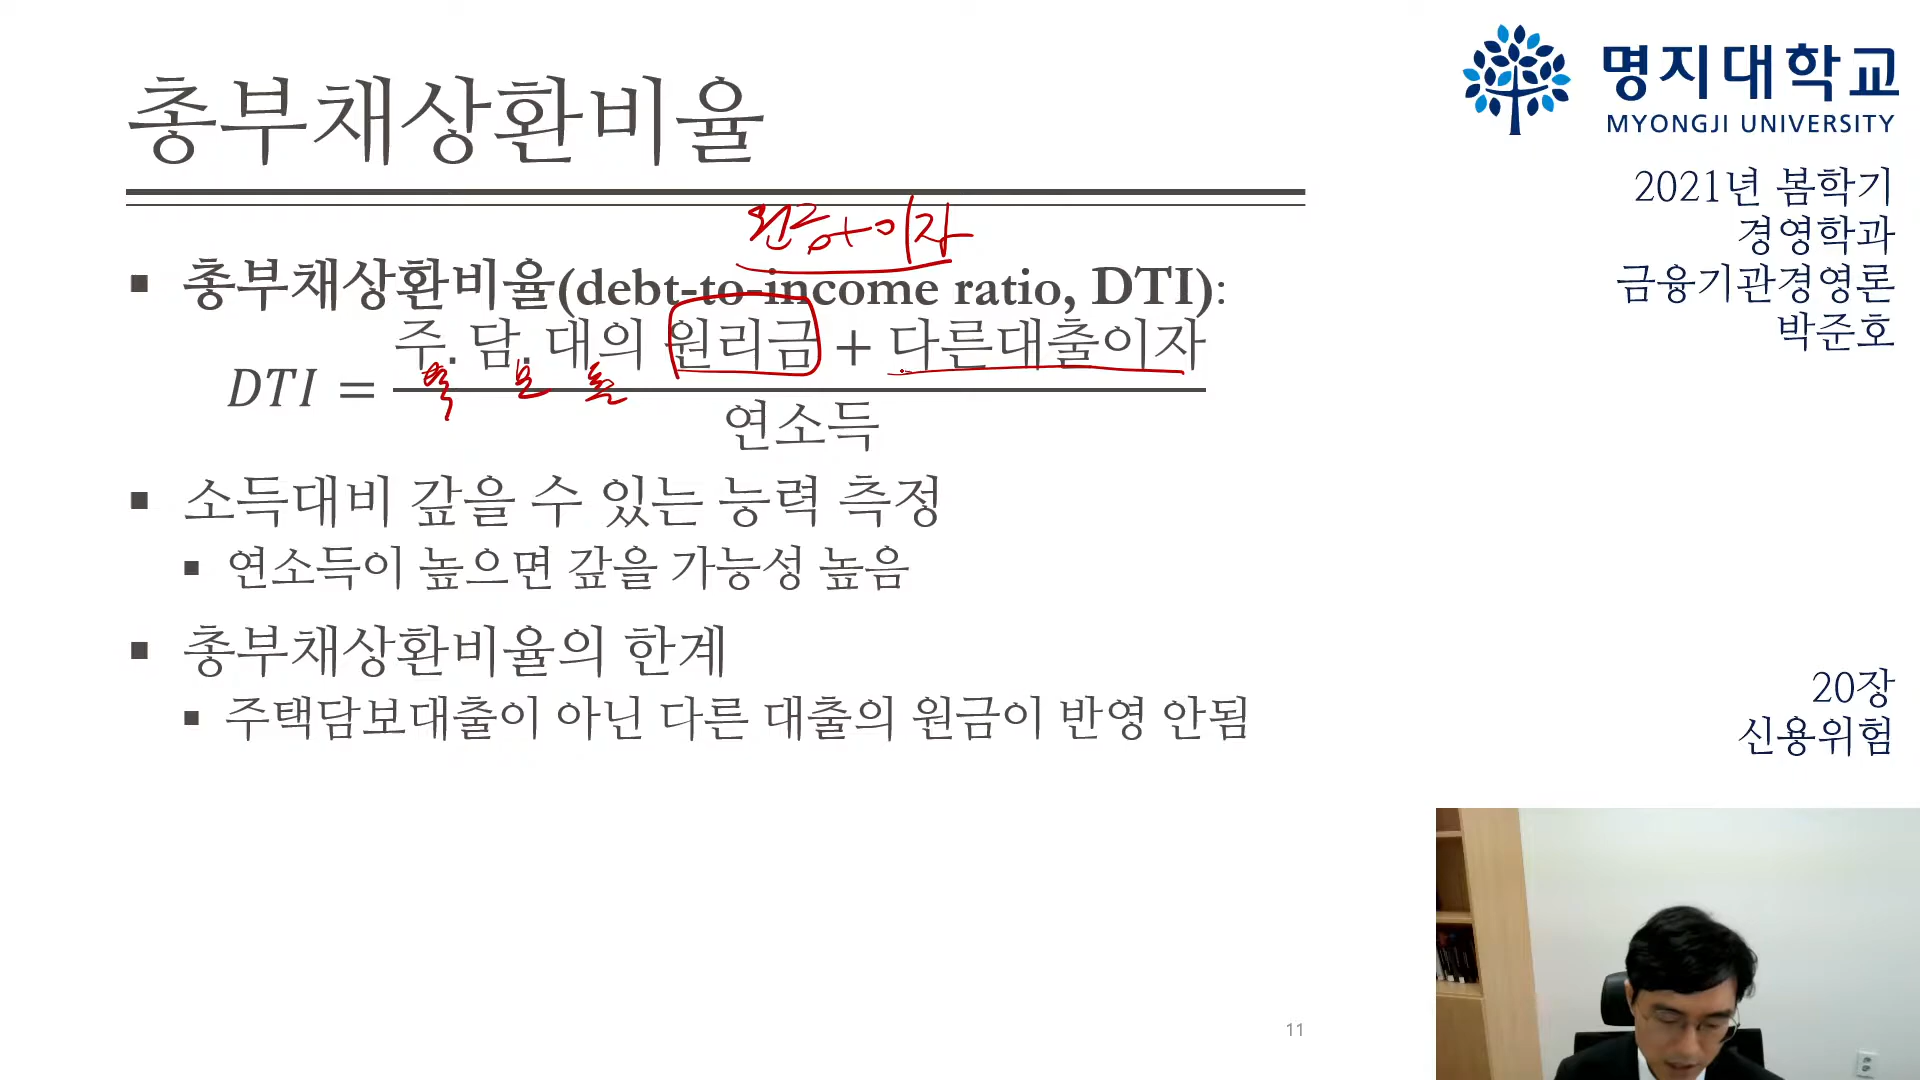 총부채상환비율
원금+이자
▪ 총부채상환비율(debt-to-income ratio, DTI):
DTI = 주.담.대의 원리금 + 다른대출이자
연소득
▪ 소득대비 갚을 수 있는 능력 측정
▪ 연소득이 높으면 갚을 가능성 높음
▪ 총부채상환비율의 한계
▪ 주택담보대출이 아닌 다른 대출의 원금이 반영 안됨
11
명지대학교
MYONGJI UNIVERSITY
2021년 봄학기
경영학과
금융기관경영론
박준호
20장
신용위험